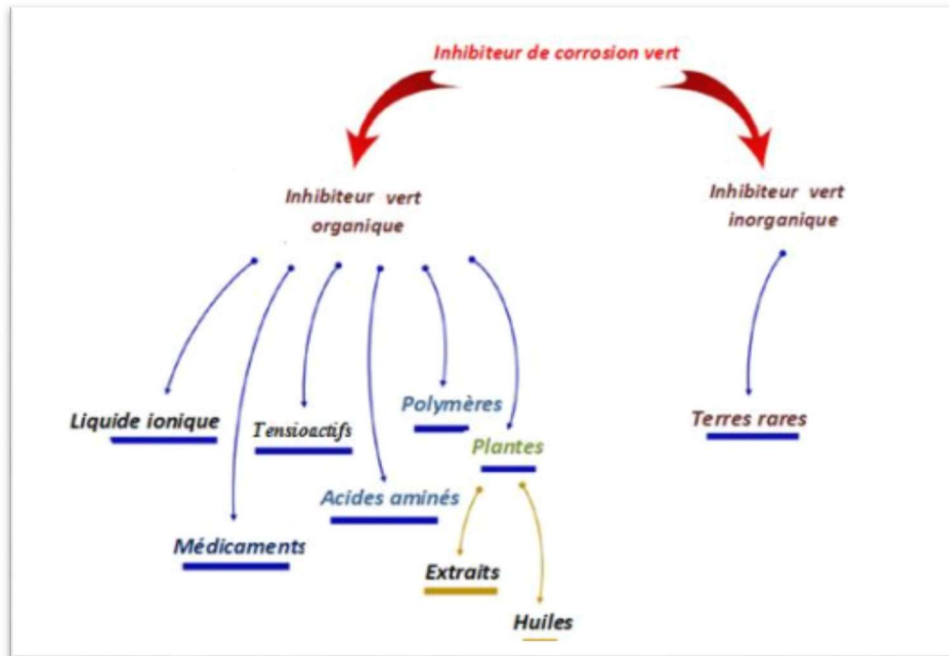 Inhibiteur de corrosion vert
Inhibiteur vert
organique
Inhibiteur vert
inorganique
Liquide ionique
Médicaments
Tensioactifs
Acides aminés
Polymères
Plantes
Extraits
Huiles
Terres rares